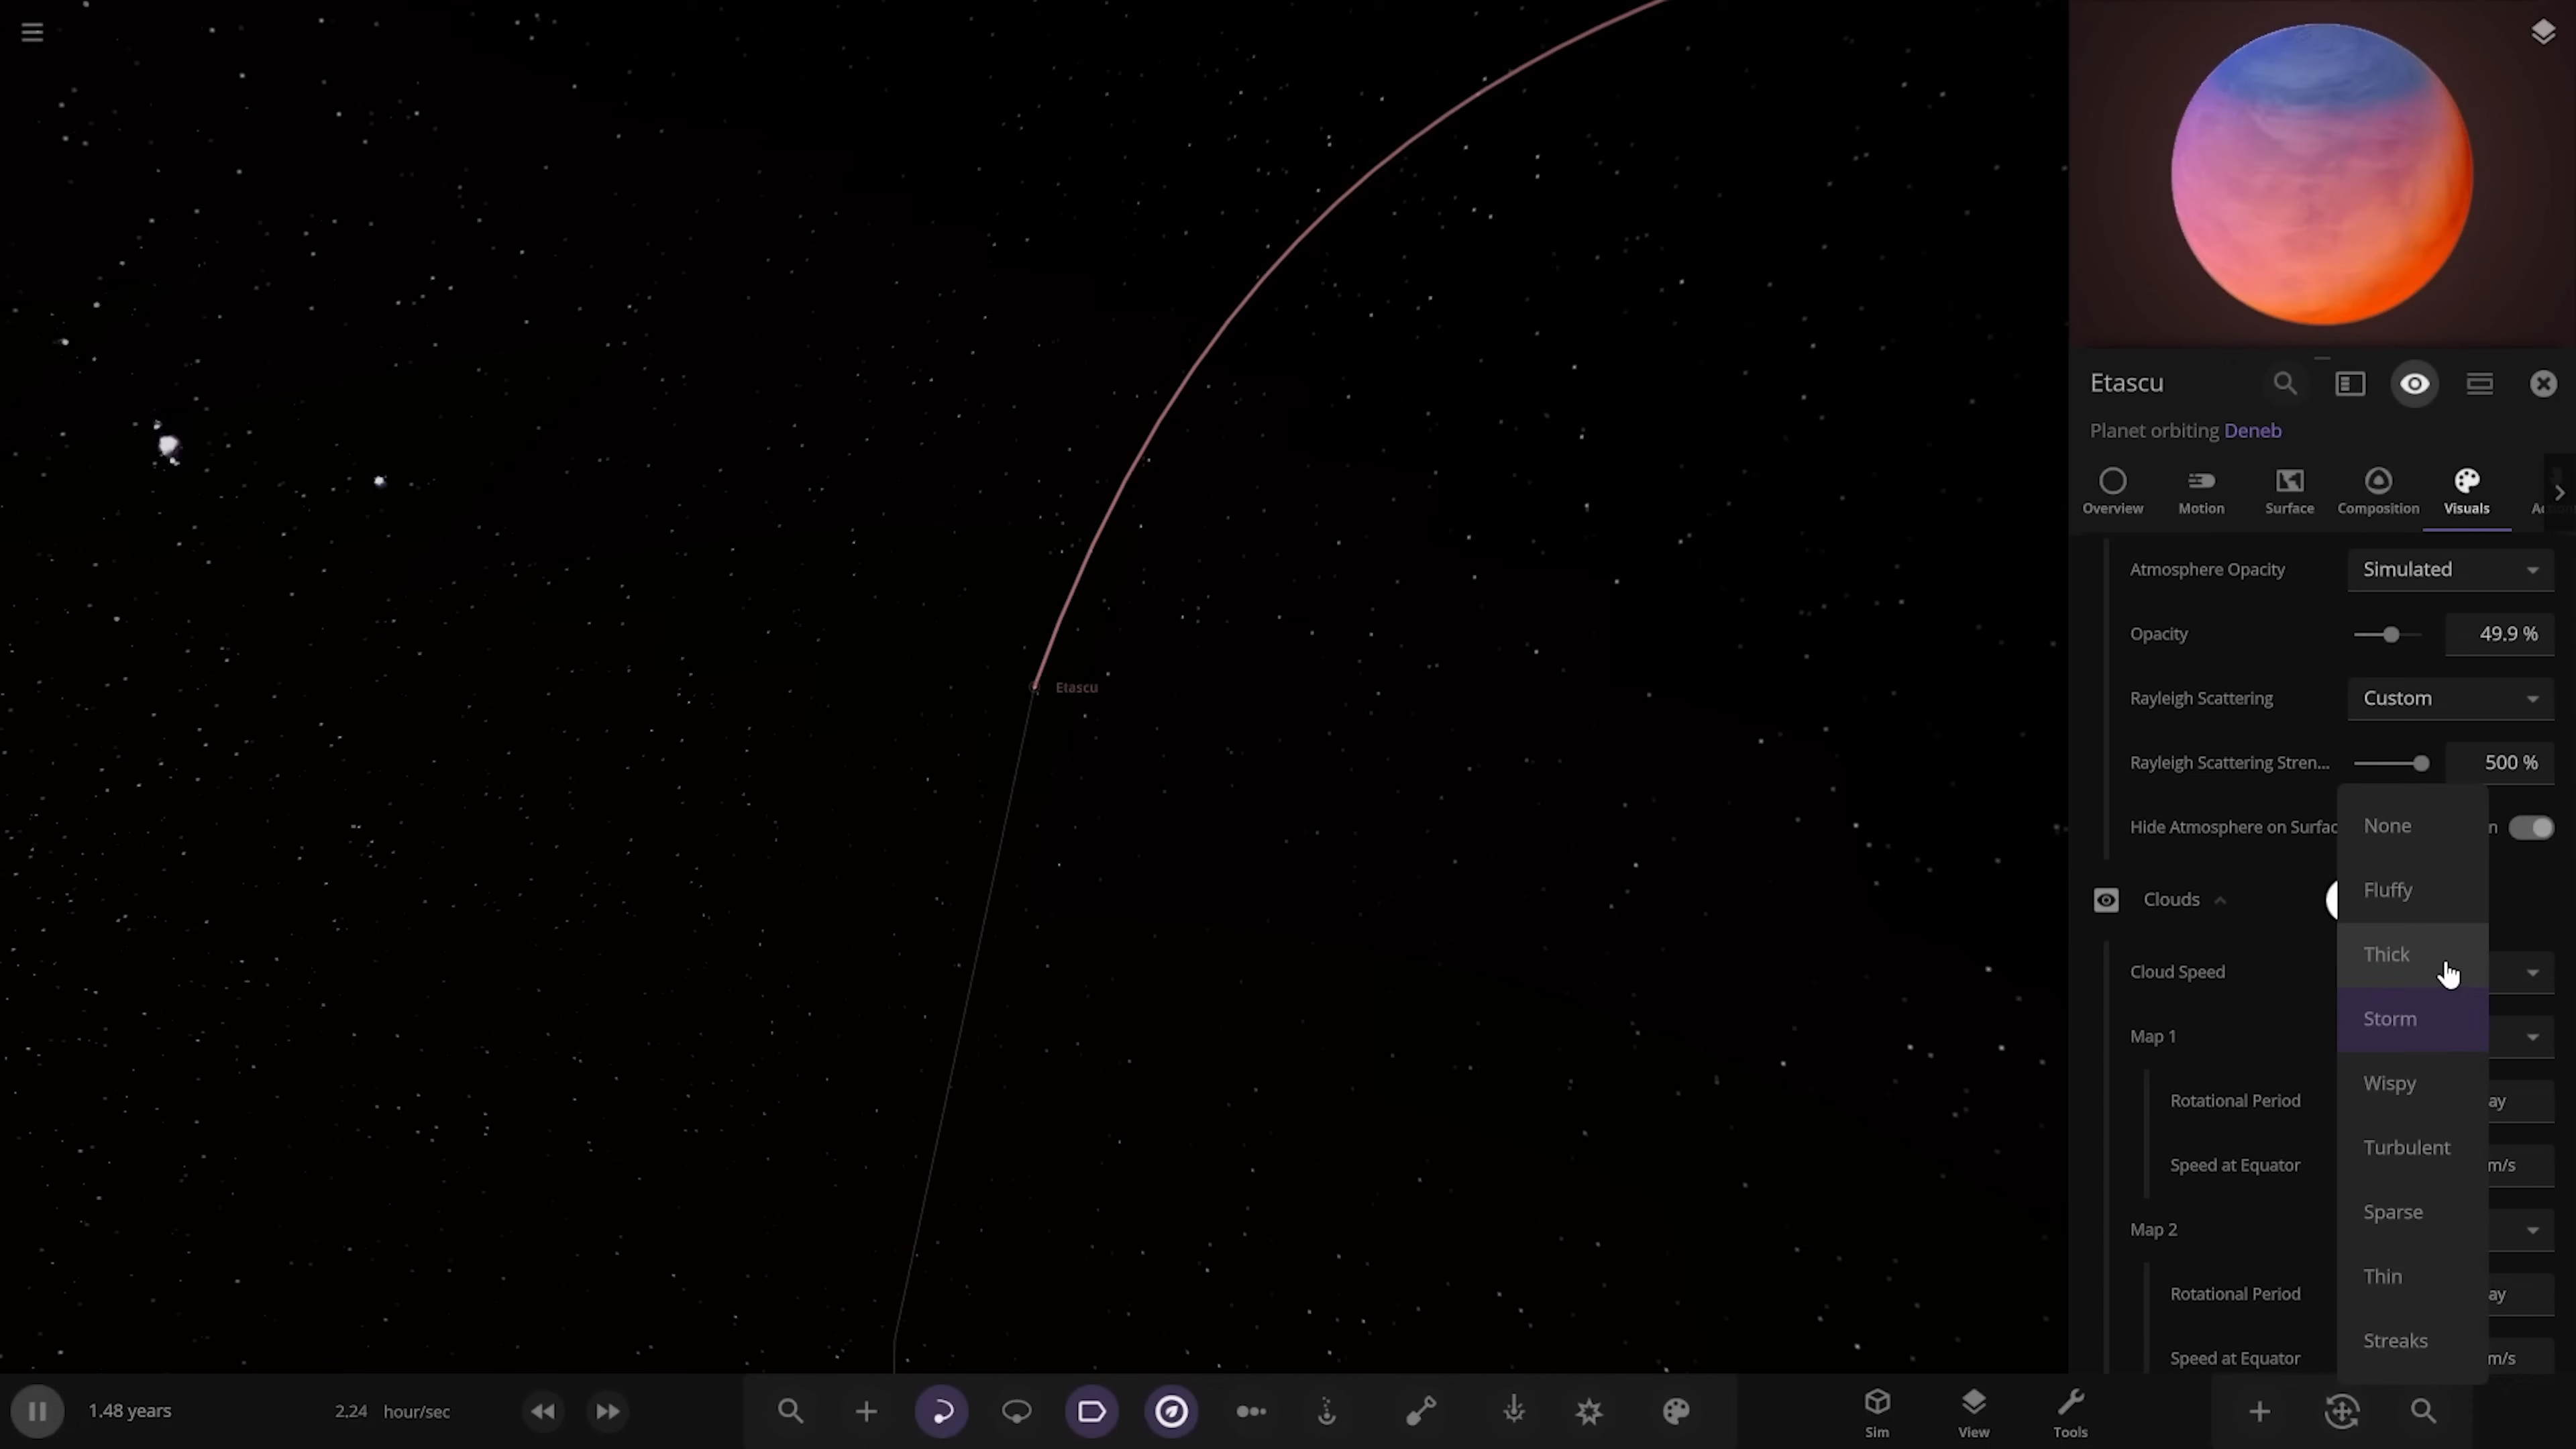 Etascu
Planet orbiting Deneb
Overview
Motion
Surface
Composition
Visuals
Atmosphere Opacity
Simulated
Opacity
49.9 %
Rayleigh Scattering
Custom
Rayleigh Scattering Stren...
500 %
Hide Atmosphere on Surfac
n
None
Fluffy
Thick
Storm
Wispy
Turbulent
Sparse
Thin
Streaks
Clouds
Cloud Speed
Map 1
Rotational Period
ay
Speed at Equator
m/s
Map 2
Rotational Period
ay
Speed at Equator
m/s
Etascu
1.48 years
2.24 hour/sec
Sim
View
Tools